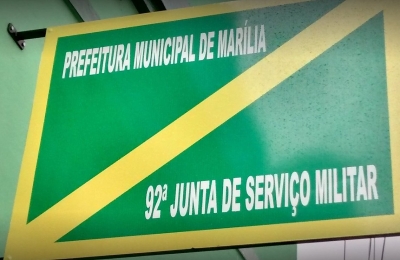 PREFEITURA MUNICIPAL DE MARÍLIA
92ª JUNTA DE SERVIÇO MILITAR